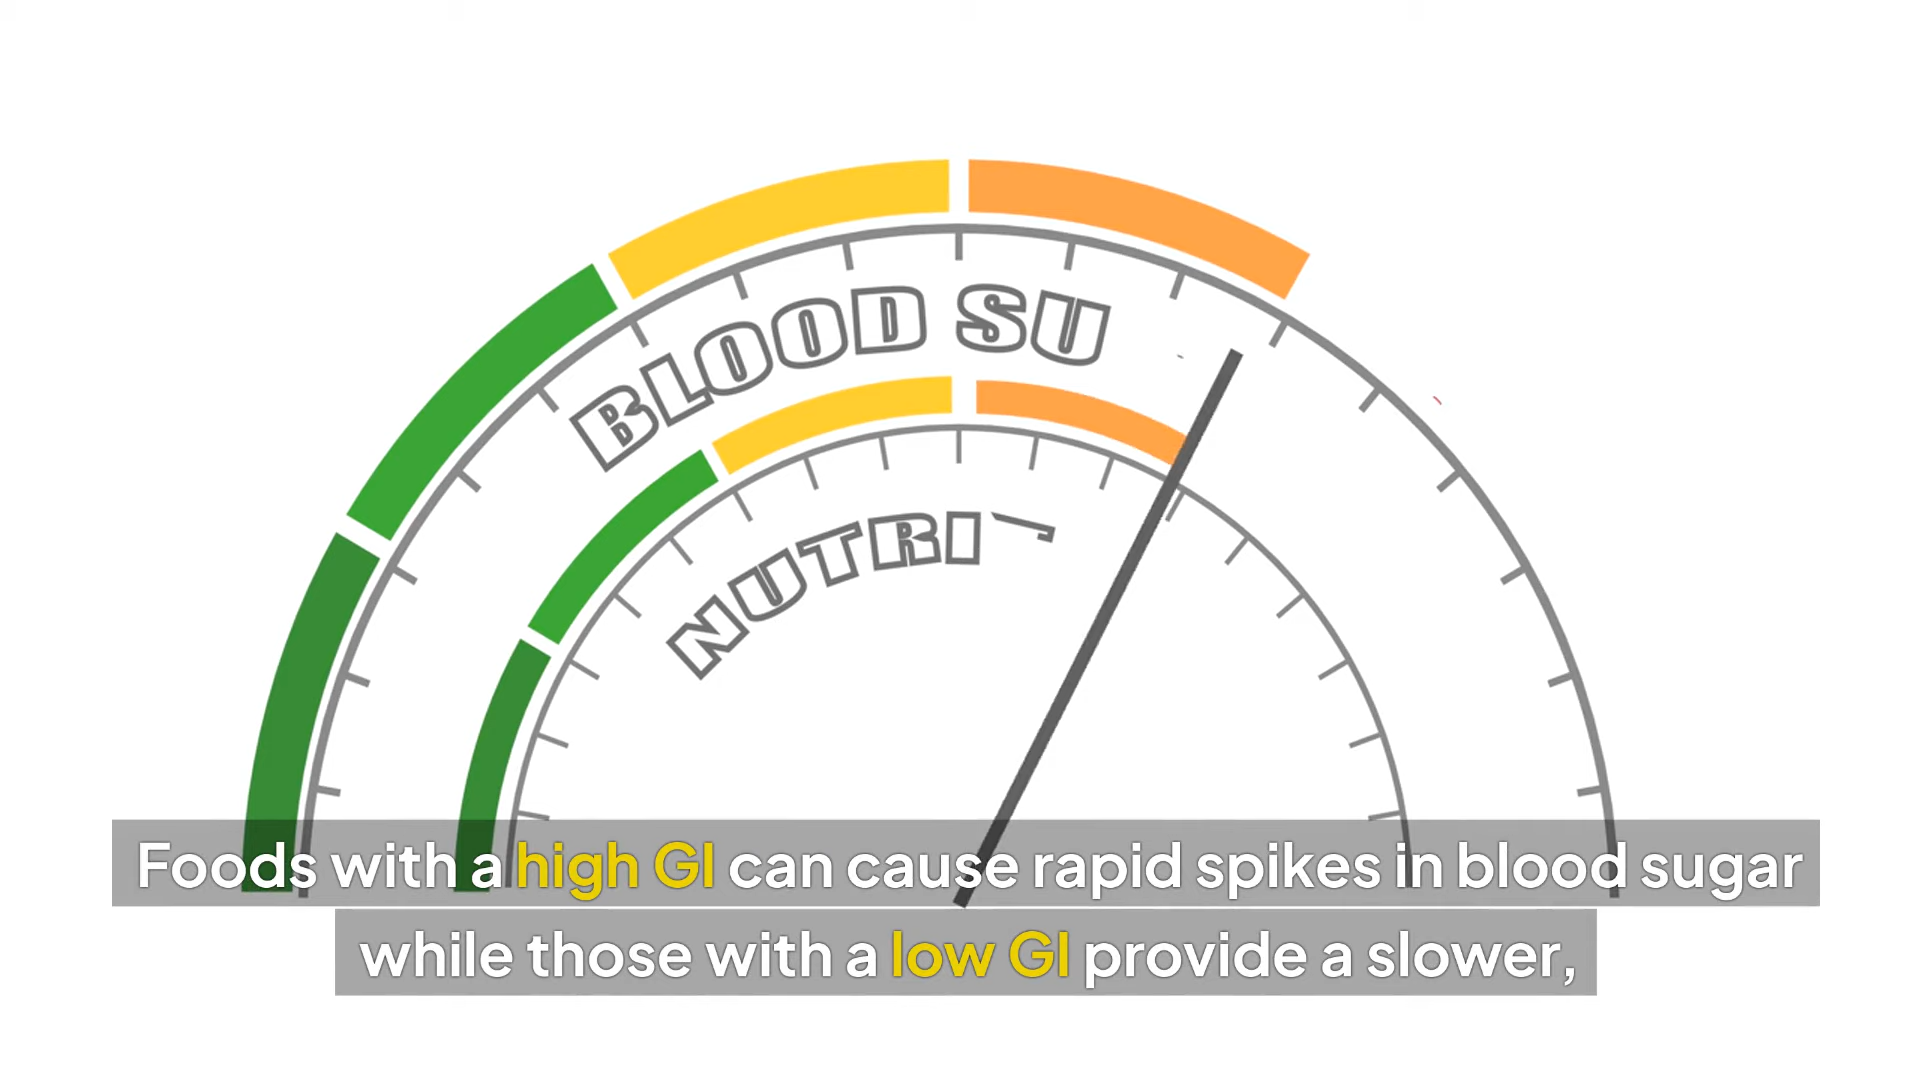 BLOOD SU
NUTRI
Foods with a high GI can cause rapid spikes in blood sugar
while those with a low GI provide a slower,